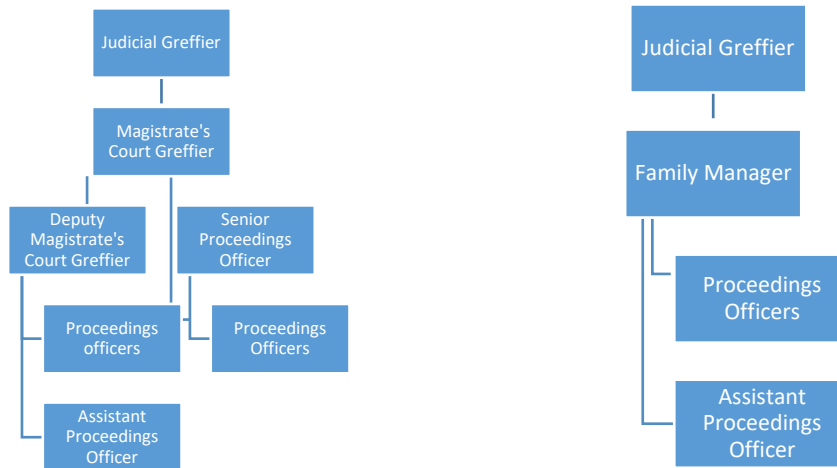 Judicial Greffier
Magistrate's
Court Greffier
Deputy
Magistrate's
Court Greffier
Senior
Proceedings
Officer
Proceedings
officers
Proceedings
Officers
Assistant
Proceedings
Officer
Judicial Greffier
Family Manager
Proceedings
Officers
Assistant
Proceedings
Officer